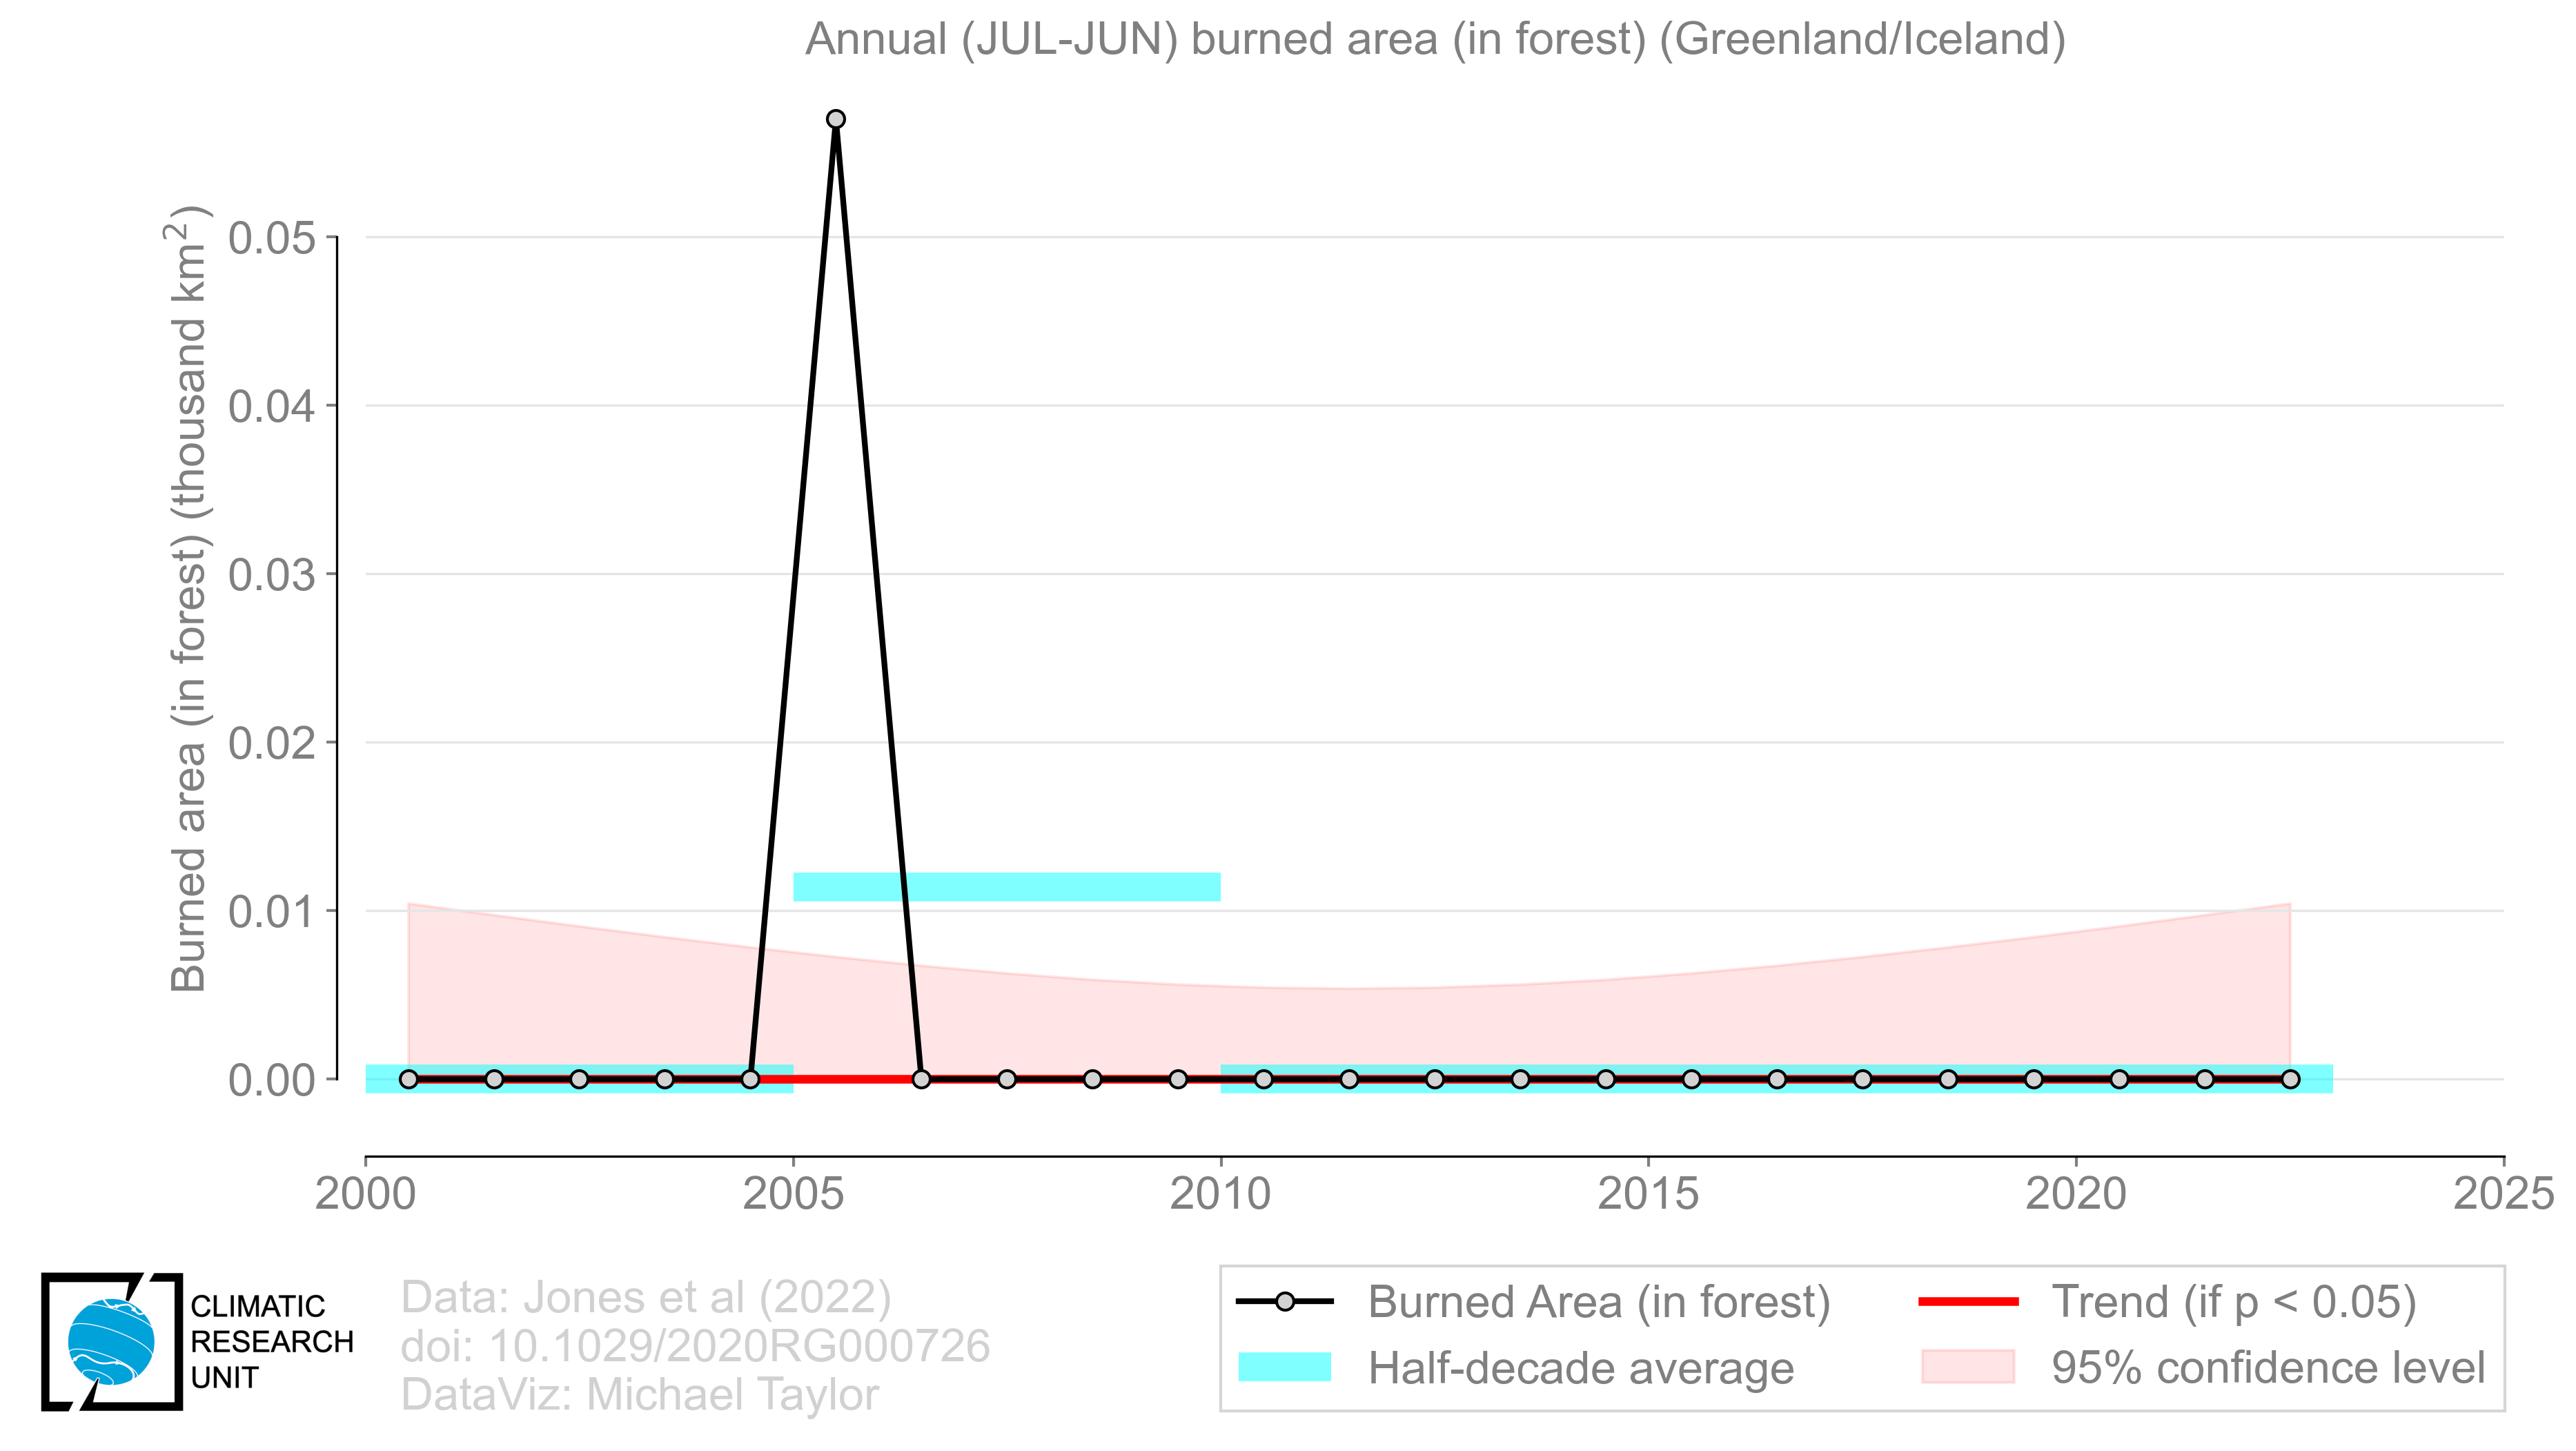 Annual (JUL-JUN) burned area (in forest) (Greenland/Iceland)
Burned area (in forest) (thousand km²)
0.05
0.04
0.03
0.02
0.01
0.00
2000 2005 2010 2015 2020 2025
CLIMATIC
RESEARCH
UNIT
Data: Jones et al (2022)
doi: 10.1029/2020RG000726
DataViz: Michael Taylor
Burned Area (in forest)
Half-decade average
Trend (if p < 0.05)
95% confidence level